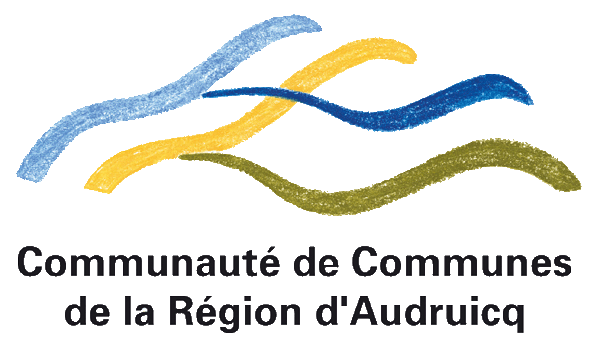 Communauté de Communes
de la Région d'Audruicq